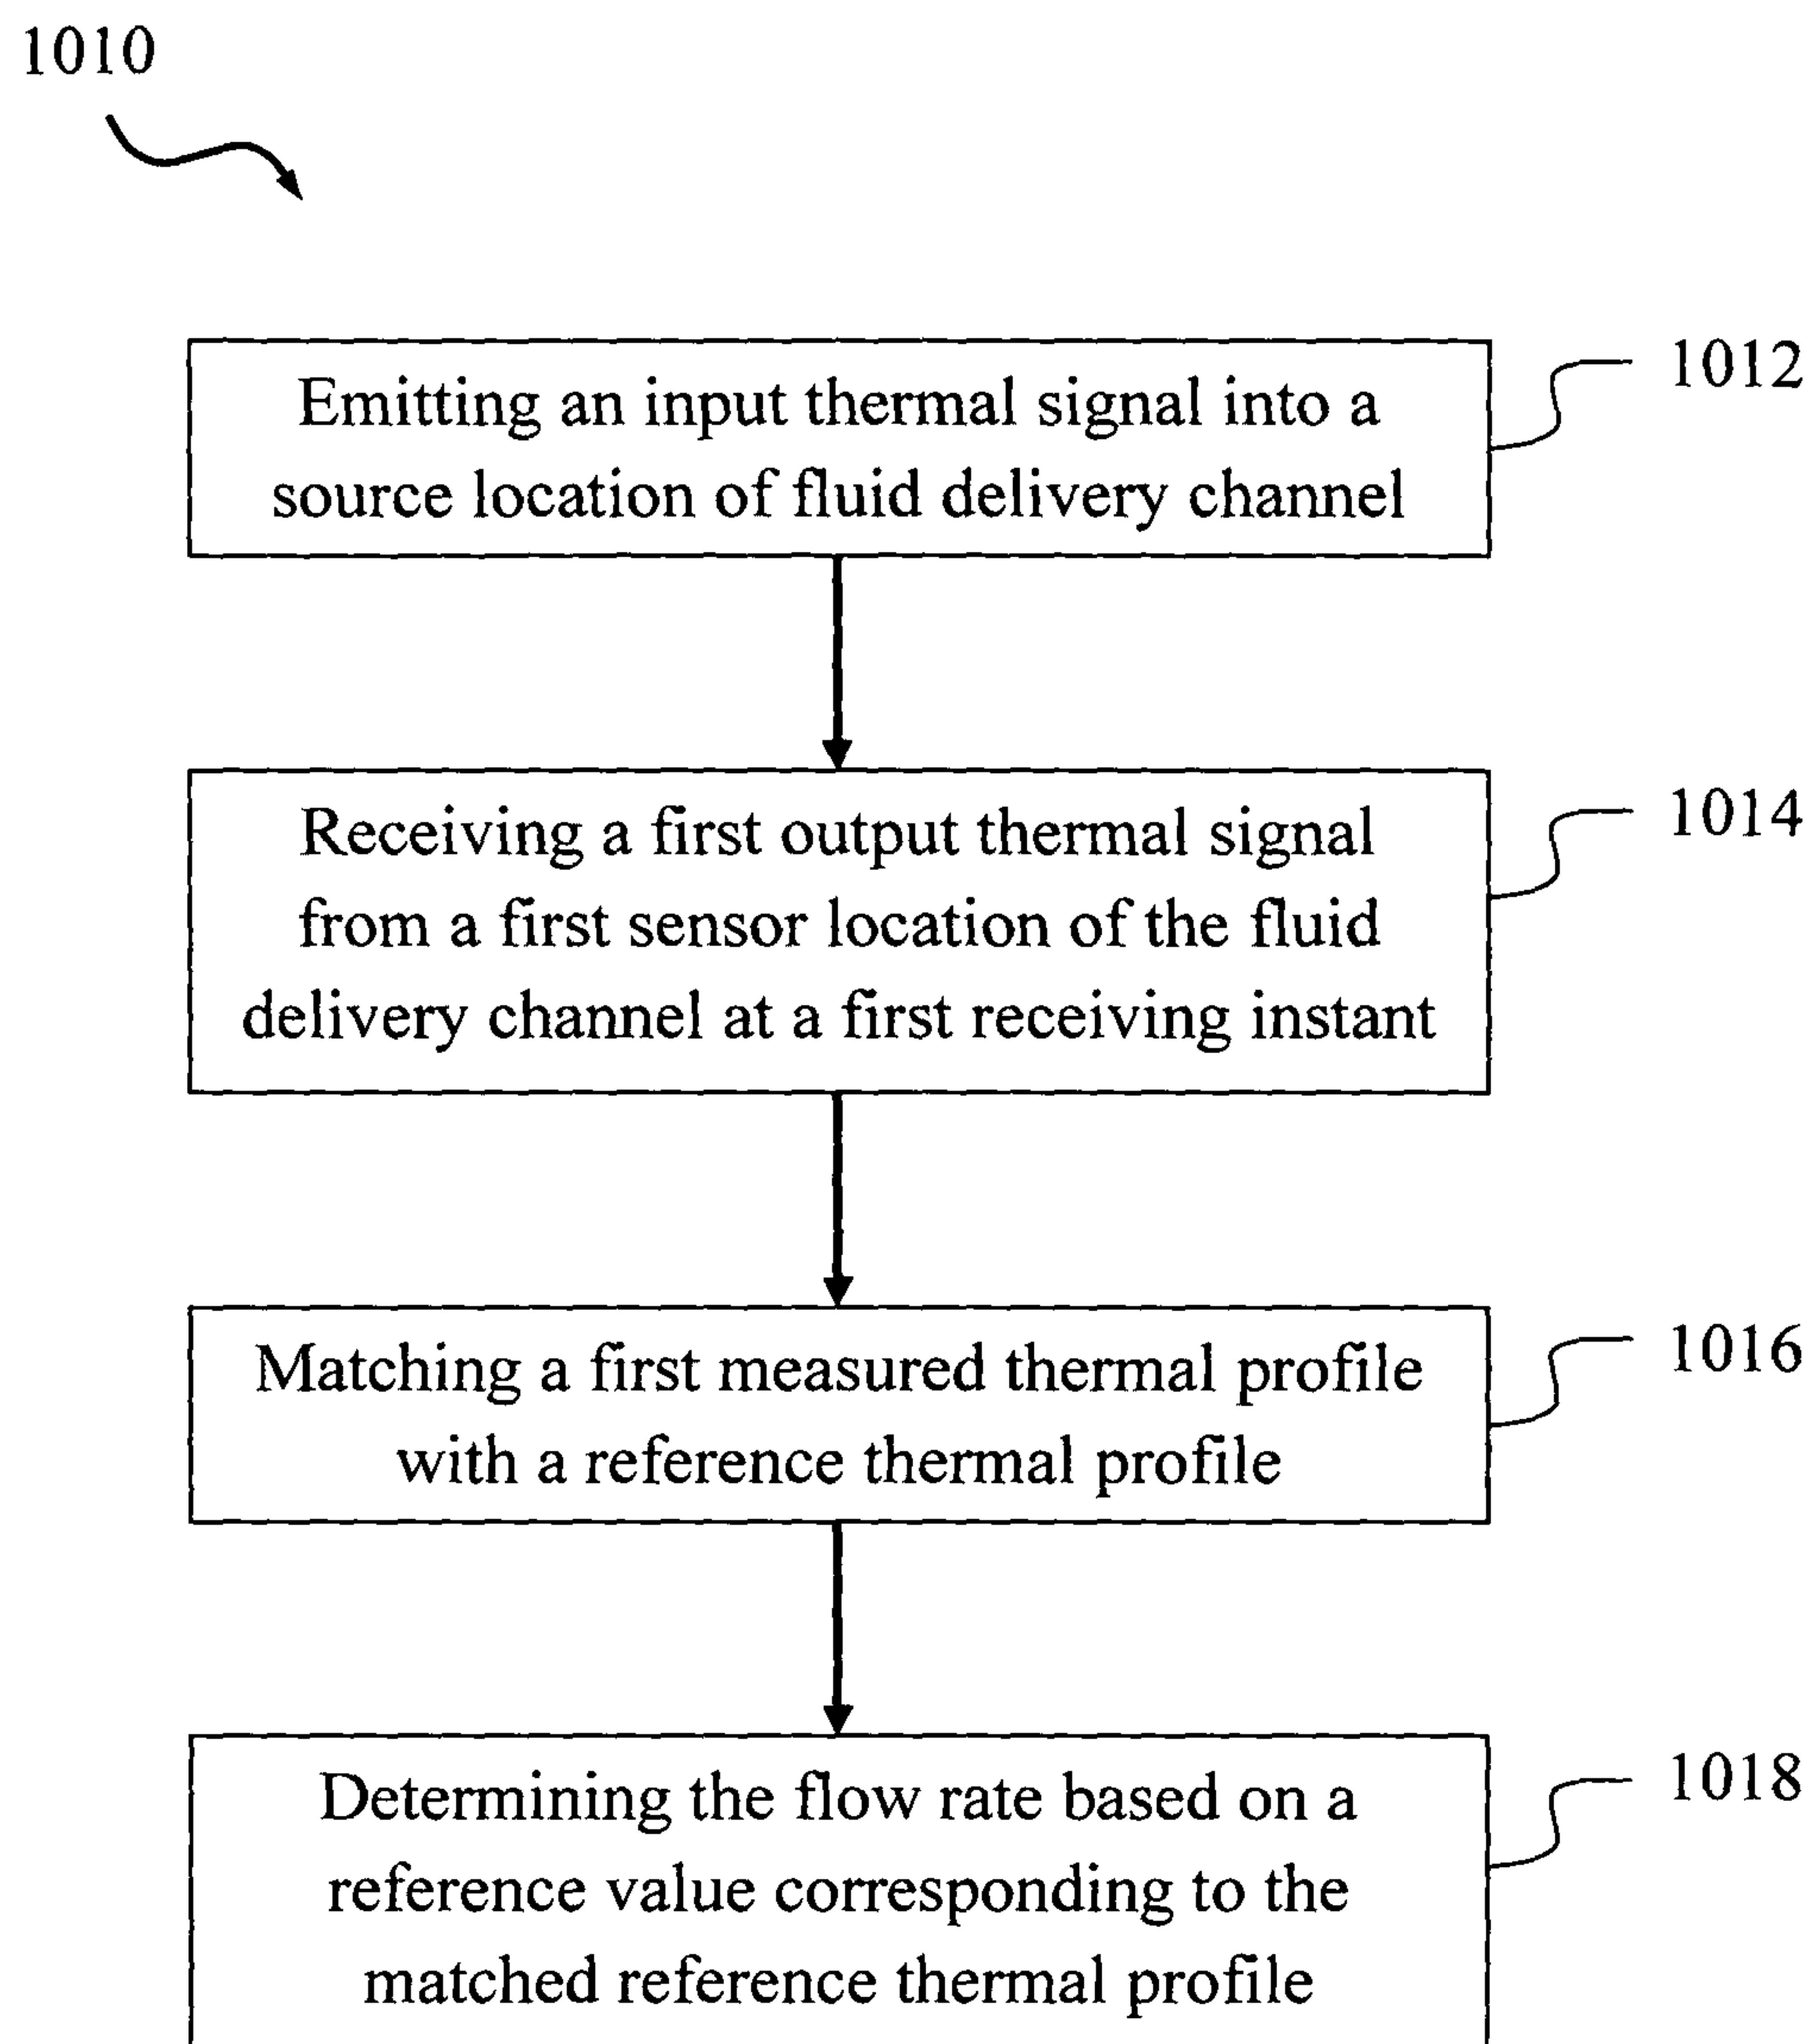 1010
Emitting an input thermal signal into a
source location of fluid delivery channel
1012
Receiving a first output thermal signal
from a first sensor location of the fluid
delivery channel at a first receiving instant
1014
Matching a first measured thermal profile
with a reference thermal profile
1016
Determining the flow rate based on a
reference value corresponding to the
matched reference thermal profile
1018